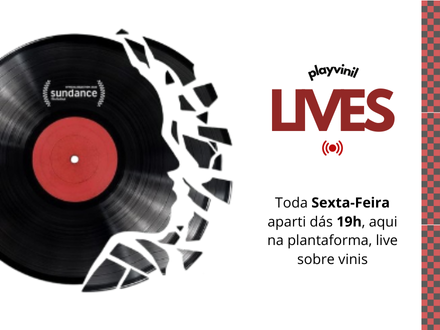 sundance
playvinil
LIVES
Toda Sexta-Feira
aparti dás 19h, aqui
na plantaforma, live
sobre vinis